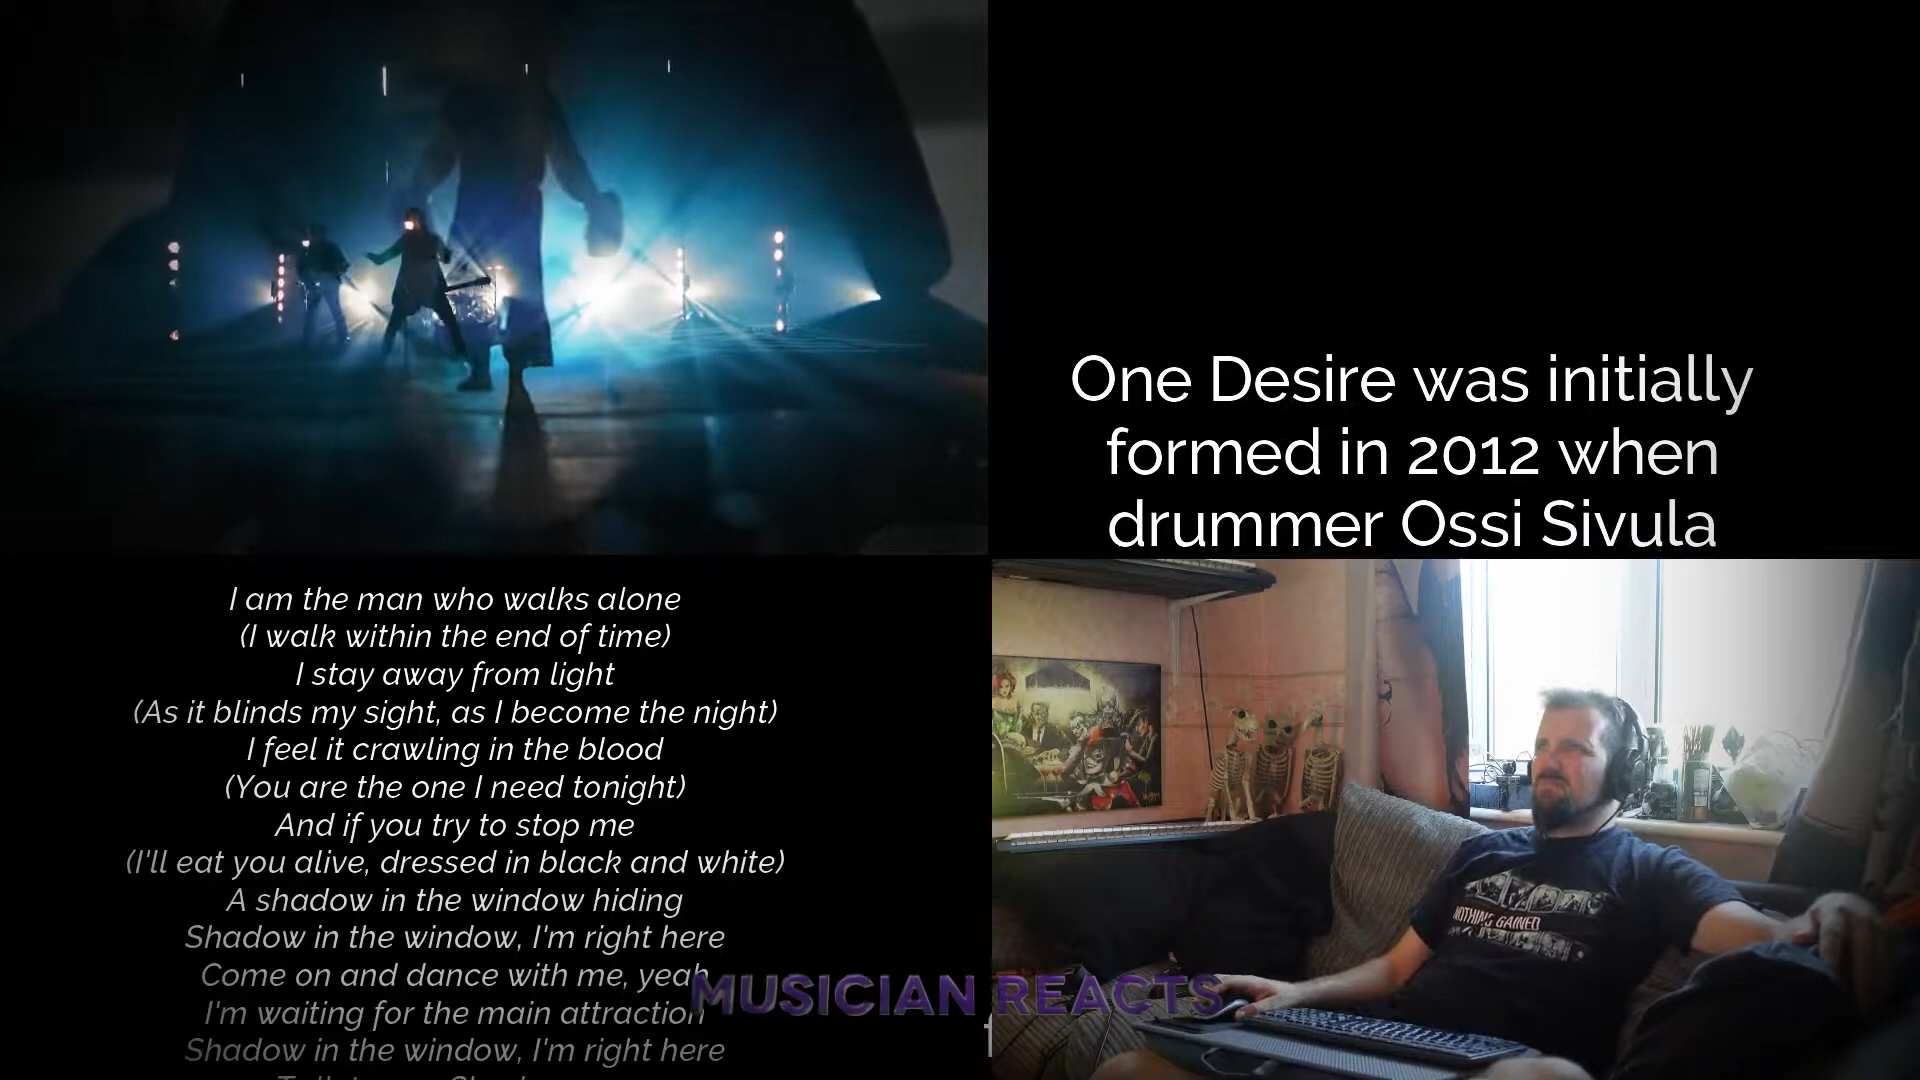 One Desire was initially
formed in 2012 when
drummer Ossi Sivula
I am the man who walks alone
(I walk within the end of time)
I stay away from light
(As it blinds my sight, as I become the night)
I feel it crawling in the blood
(You are the one I need tonight)
And if you try to stop me
(I'll eat you alive, dressed in black and white)
A shadow in the window hiding
Shadow in the window, I'm right here
Come on and dance with me, yeah
I'm waiting for the main attraction
Shadow in the window, I'm right here
NOTHING GAINED
MUSICIAN REACTS